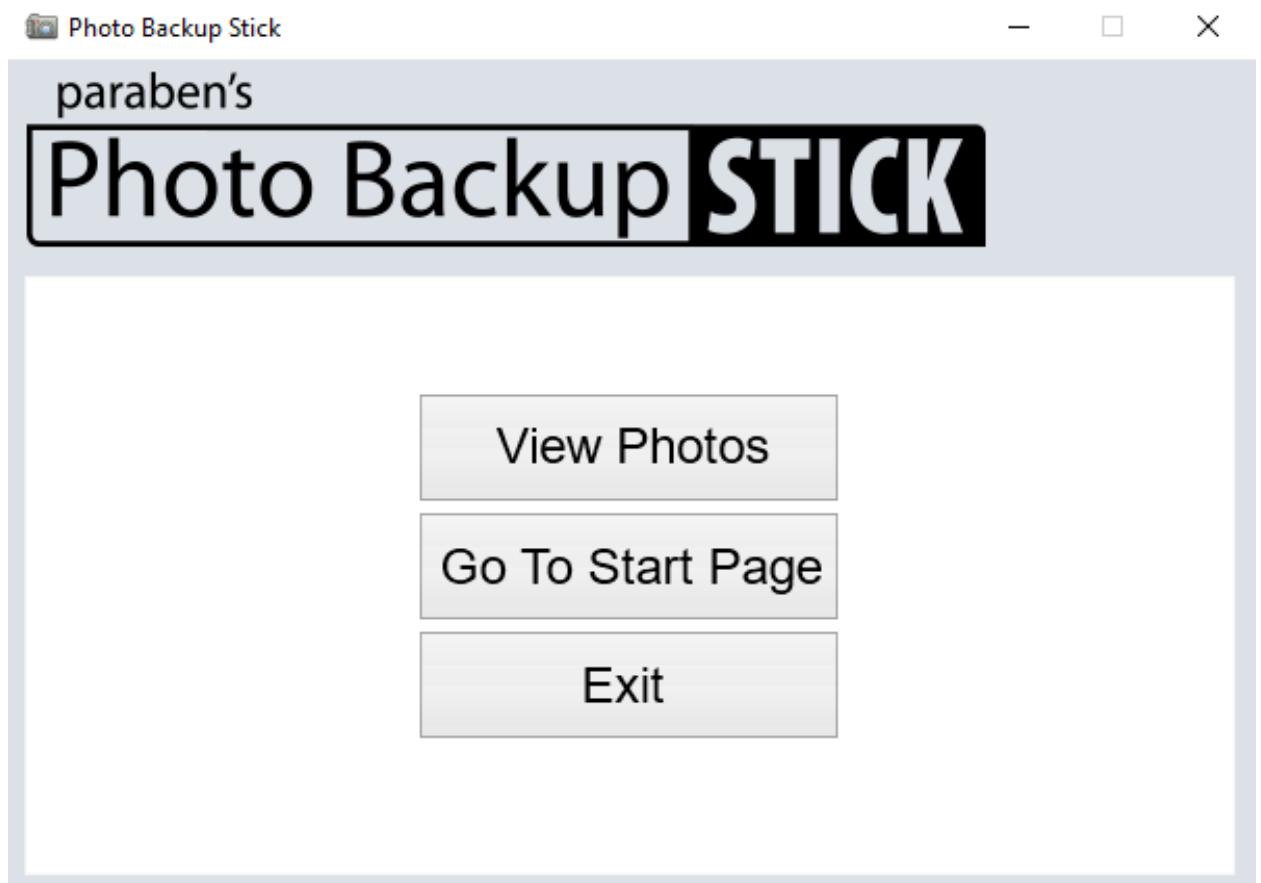 Photo Backup Stick
paraben's
Photo Backup STICK
View Photos
Go To Start Page
Exit